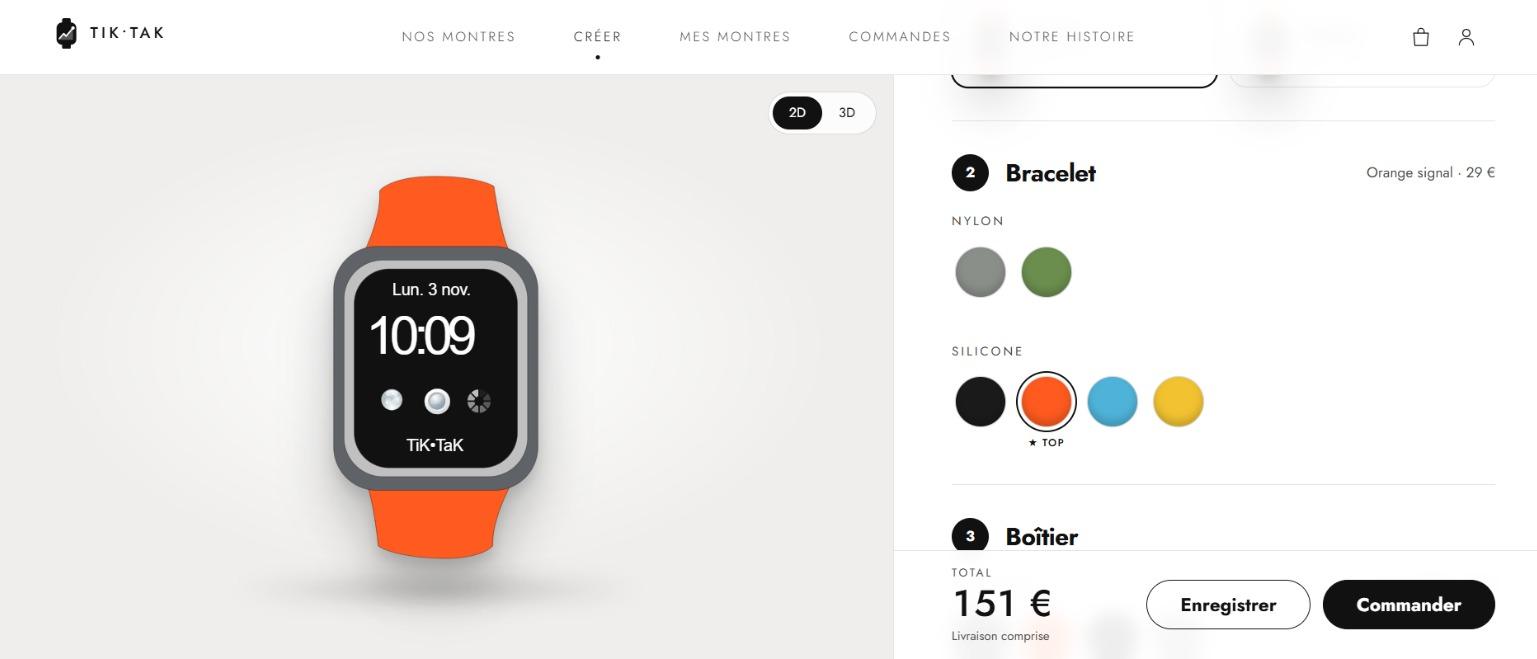 TIK·TAK
NOS MONTRES
CRÉER
MES MONTRES
COMMANDES
NOTRE HISTOIRE
2D
3D
Lun. 3 nov.
10:09
TiK•TaK
2
Bracelet
Orange signal · 29 €
NYLON
SILICONE
★ TOP
3
Boîtier
TOTAL
151 €
Livraison comprise
Enregistrer
Commander